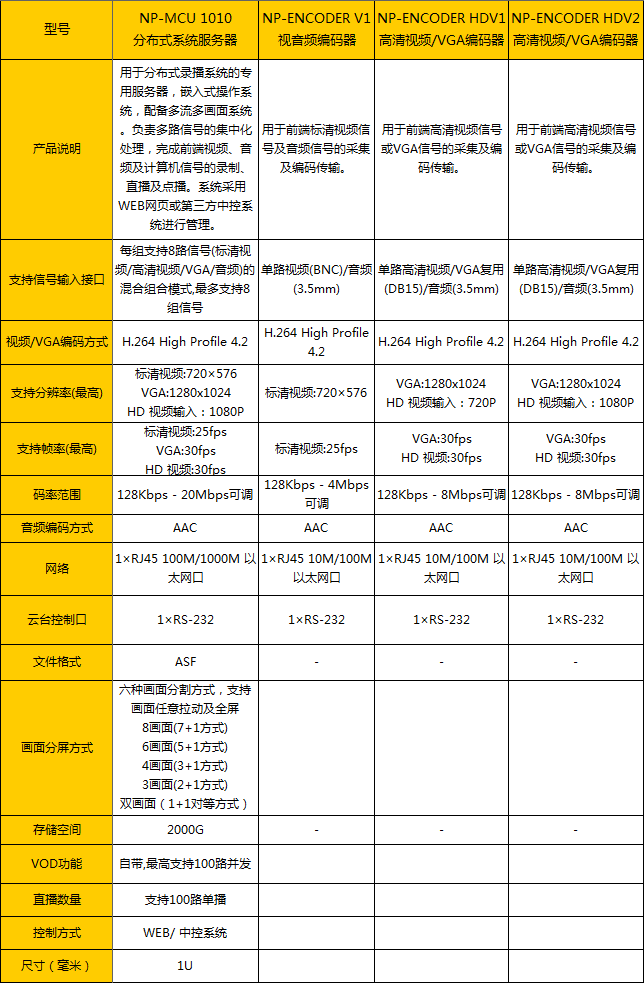 型号
NP-MCU 1010
分布式系统服务器
NP-ENCODER V1
视音频编码器
NP-ENCODER HDV1
高清视频/VGA编码器
NP-ENCODER HDV2
高清视频/VGA编码器
产品说明
用于分布式录播系统的专
用服务器，嵌入式操作系
统，配备多流多画面系统
。负责多路信号的集中化
处理，完成前端视频、音
频及计算机信号的录制、
直播及点播。系统采用
WEB网页或第三方中控系
统进行管理。
用于前端标清视频信
号及音频信号的采集
及编码传输。
用于前端高清视频信号
或VGA信号的采集及编
码传输。
用于前端高清视频信号
或VGA信号的采集及编
码传输。
支持信号输入接口
每组支持8路信号(标清视
频/高清视频/VGA/音频)的
混合组合模式,最多支持8
组信号
单路视频(BNC)/音频
(3.5mm)
单路高清视频/VGA复用
(DB15)/音频(3.5mm)
单路高清视频/VGA复用
(DB15)/音频(3.5mm)
视频/VGA编码方式
H.264 High Profile 4.2
H.264 High Profile
4.2
H.264 High Profile 4.2
H.264 High Profile 4.2
支持分辨率(最高)
标清视频:720×576
VGA:1280x1024
HD 视频输入：1080P
标清视频:720×576
VGA:1280x1024
HD 视频输入：720P
VGA:1280x1024
HD 视频输入：1080P
支持帧率(最高)
标清视频:25fps
VGA:30fps
HD 视频:30fps
标清视频:25fps
VGA:30fps
HD 视频:30fps
VGA:30fps
HD 视频:30fps
码率范围
128Kbps - 20Mbps可调
128Kbps - 4Mbps
可调
128Kbps - 8Mbps可调
128Kbps - 8Mbps可调
音频编码方式
AAC
AAC
AAC
AAC
网络
1×RJ45 100M/1000M 以
太网口
1×RJ45 10M/100M
以太网口
1×RJ45 10M/100M 以
太网口
1×RJ45 10M/100M 以
太网口
云台控制口
1×RS-232
1×RS-232
1×RS-232
1×RS-232
文件格式
ASF
-
-
-
画面分屏方式
六种画面分割方式，支持
画面任意拉动及全屏
8画面(7+1方式)
6画面(5+1方式)
4画面(3+1方式)
3画面(2+1方式)
双画面（1+1对等方式）
存储空间
2000G
-
-
-
VOD功能
自带,最高支持100路并发
直播数量
支持100路单播
控制方式
WEB/ 中控系统
尺寸（毫米）
1U